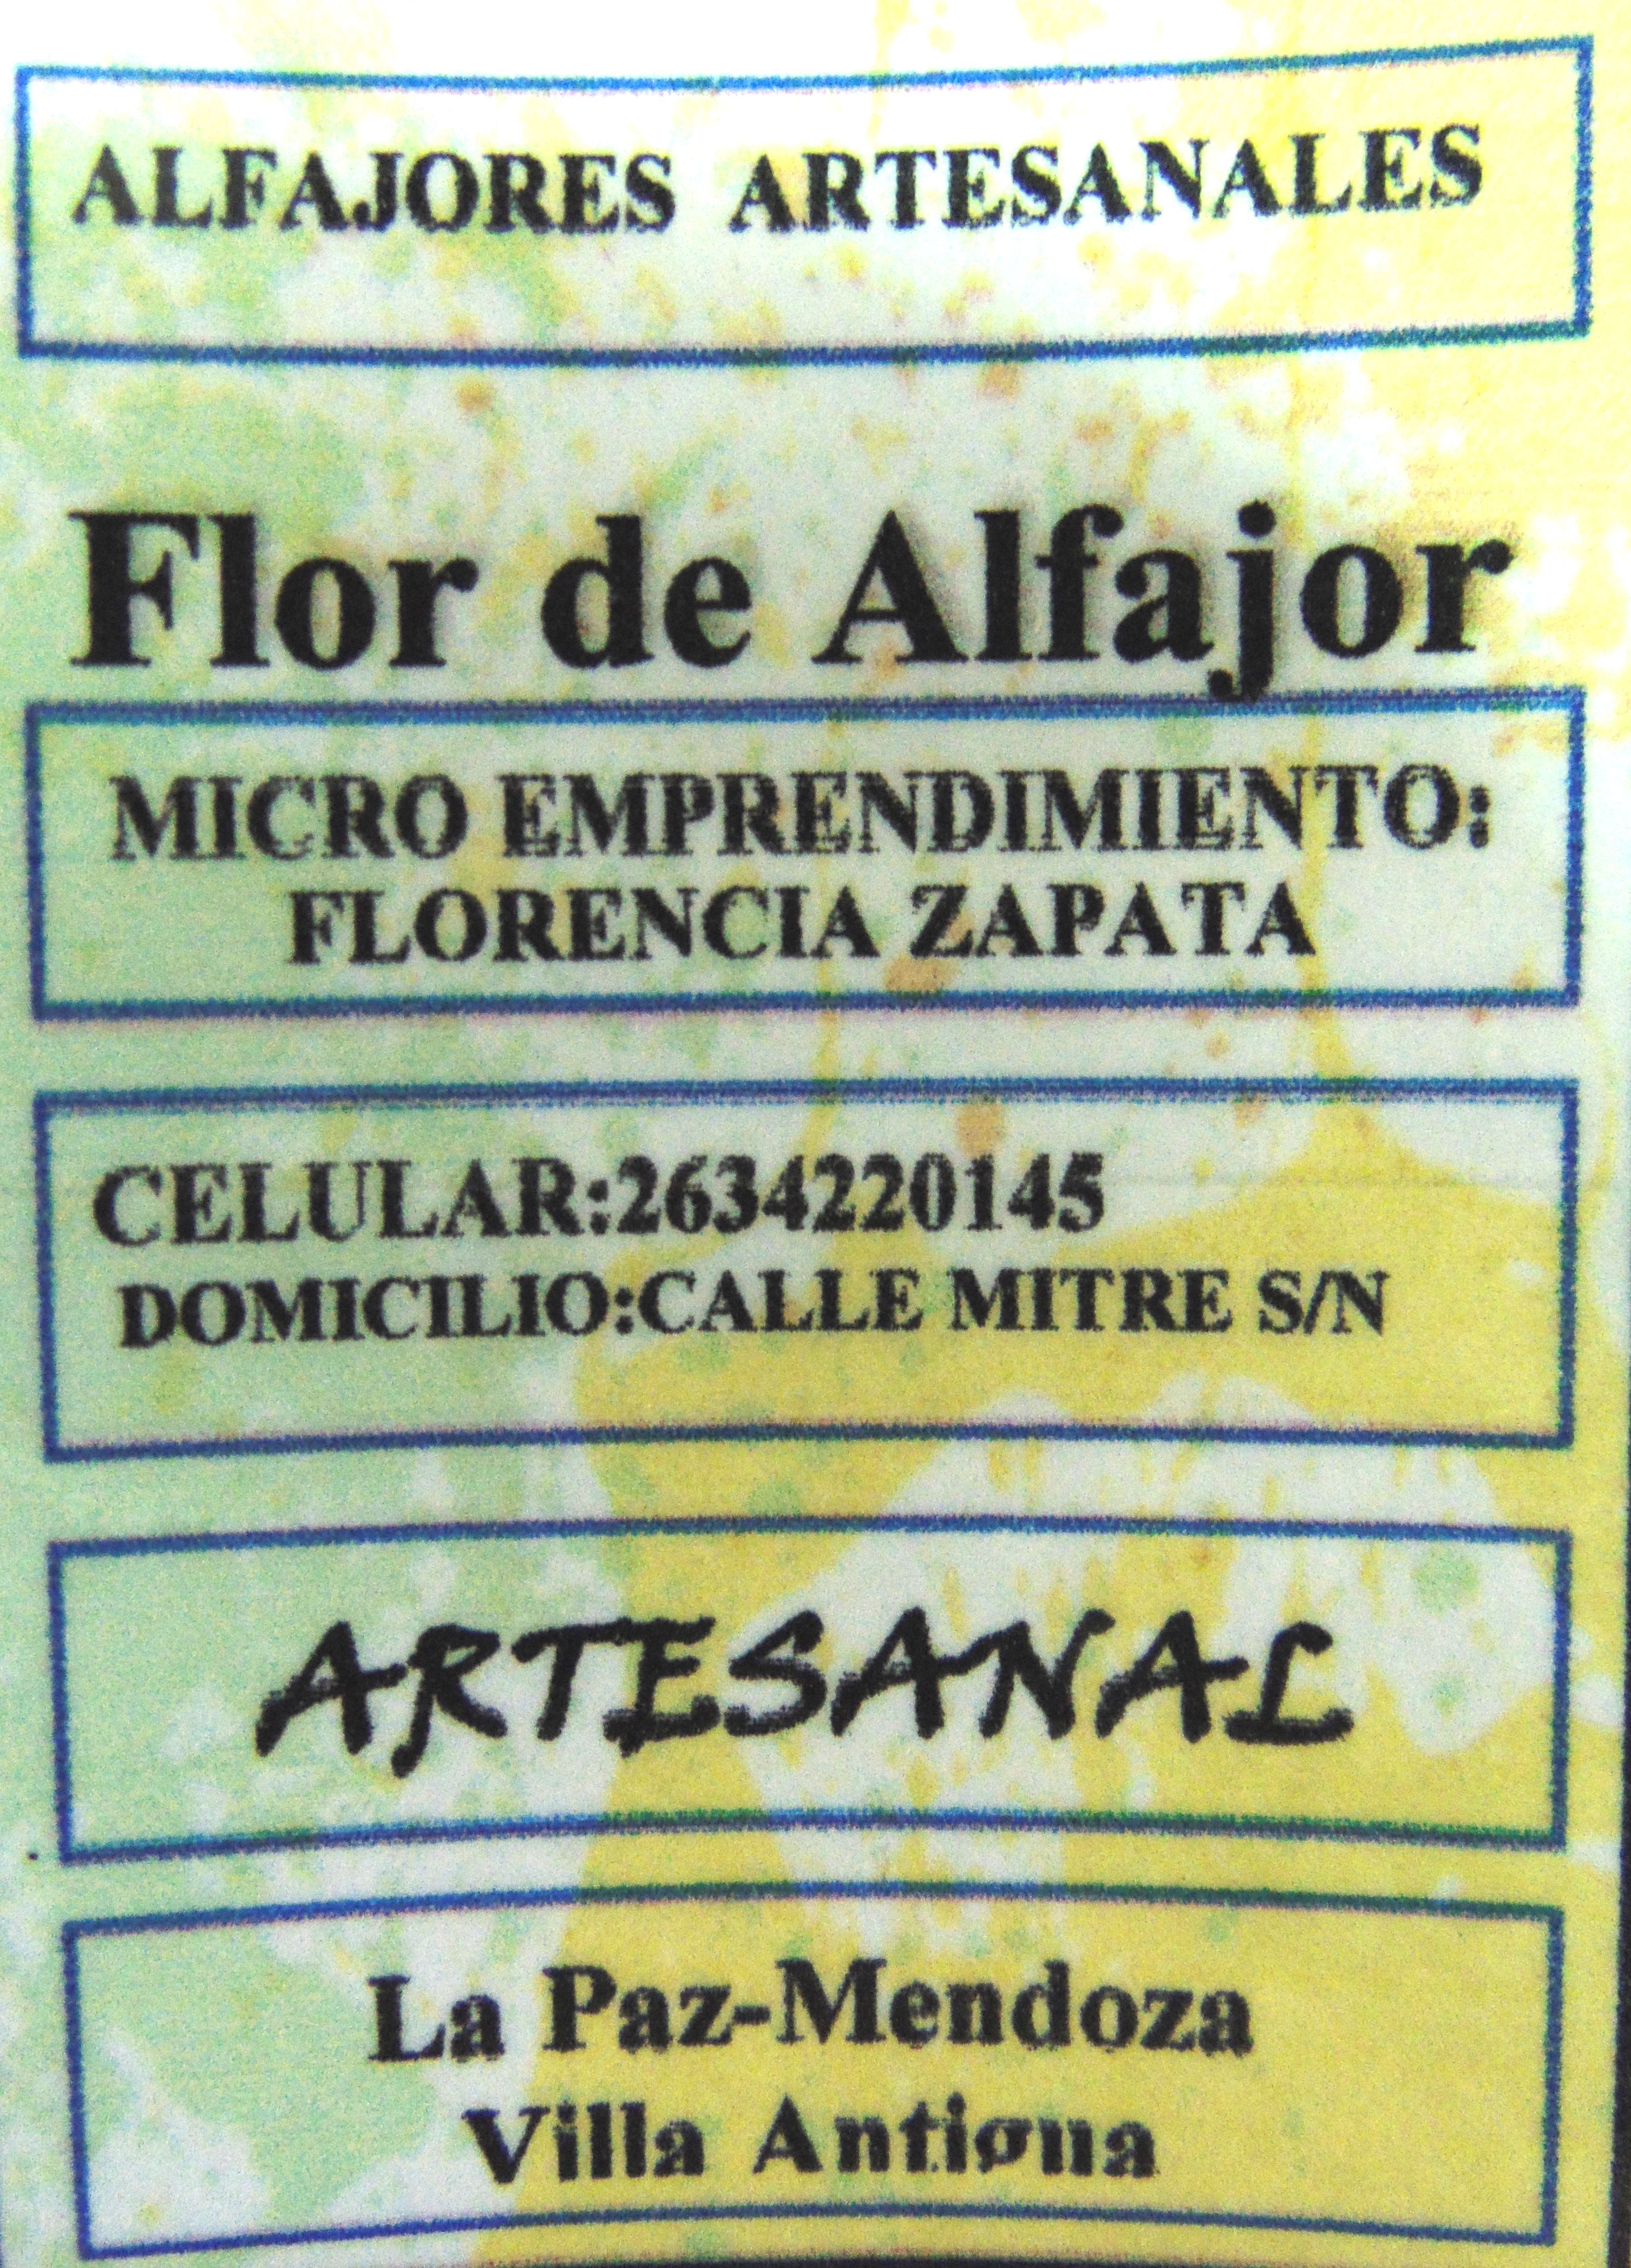 ALFAJORES ARTESANALES
Flor de Alfajor
MICRO EMPRENDIMIENTO:
FLORENCIA ZAPATA
CELULAR:2634220145
DOMICILIO:CALLE MITRE S/N
ARTESANAL
La Paz-Mendoza
Villa Antigua